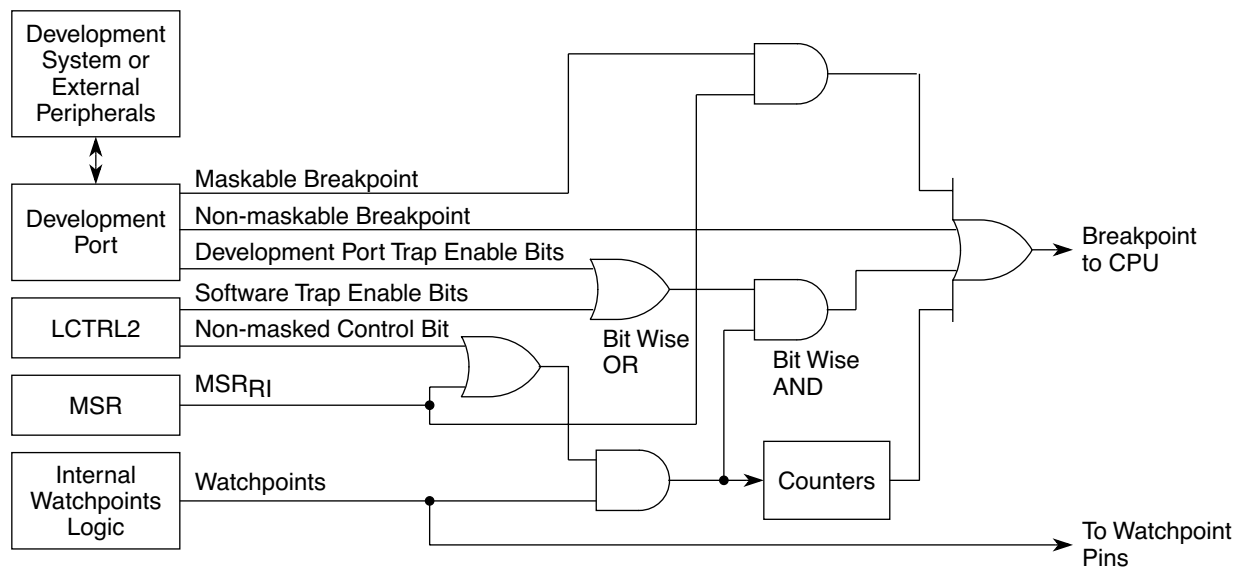 Development
System or
External
Peripherals
Maskable Breakpoint
Development
Port
Non-maskable Breakpoint
Development Port Trap Enable Bits
Breakpoint
to CPU
LCTRL2
Software Trap Enable Bits
Non-masked Control Bit
Bit Wise
OR
Bit Wise
AND
MSR
MSRRI
Internal
Watchpoints
Logic
Watchpoints
Counters
To Watchpoint
Pins